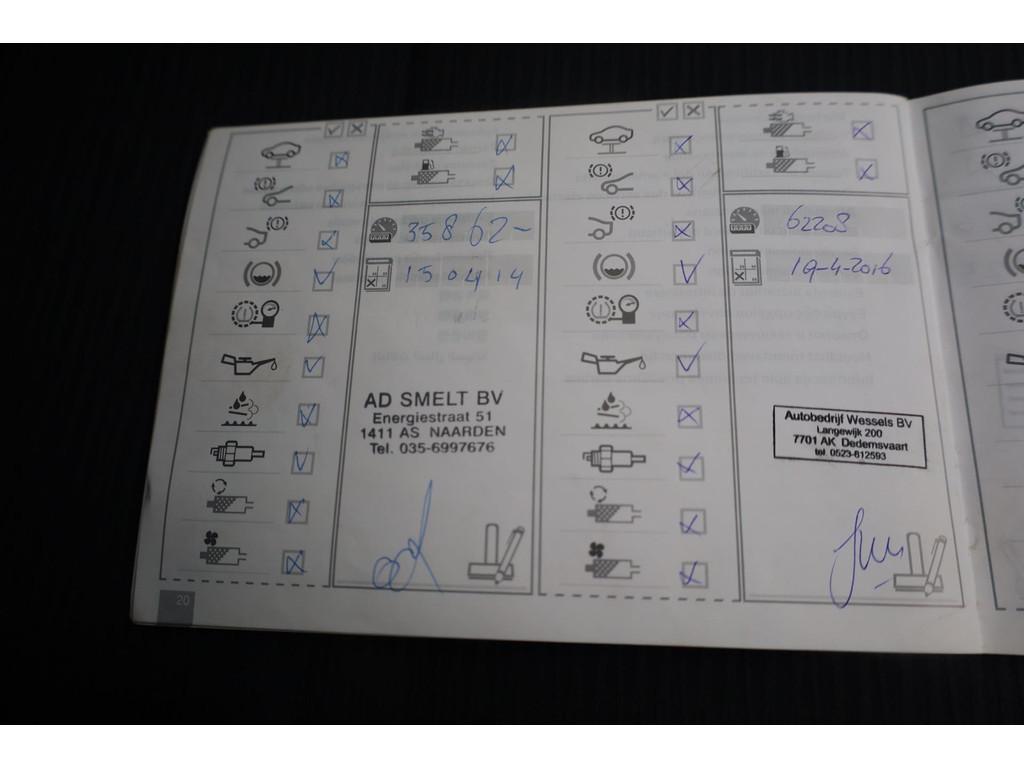 35862-
15 04 14
AD SMELT BV
Energiestraat 51
1411 AS NAARDEN
Tel. 035-6997676
20
62208
19-4-2016
Autobedrijf Wessels BV
Langewijk 200
7701 AK Dedemsvaart
tel. 0523-612593